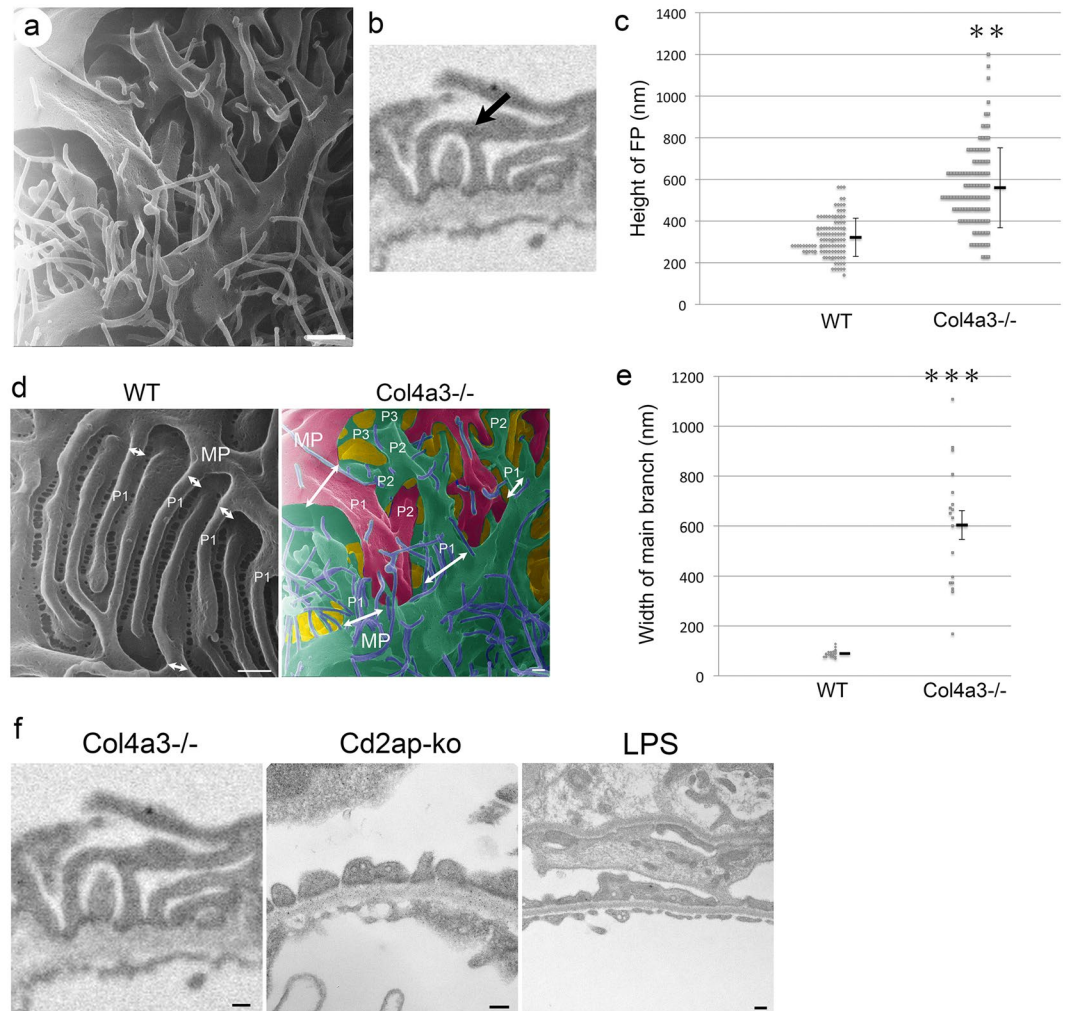 a
b
c
Height of FP (nm)
1400
1200
1000
800
600
400
200
0
**
WT
Col4a3-/-
d
WT
Col4a3-/-
MP
P1
P1
P1
P1
P3
P3
P2
P2
MP
P2
P1
P1
P2
P1
P1
MP
e
Width of main branch (nm)
1200
1000
800
600
400
200
0
***
WT
Col4a3-/-
f
Col4a3-/-
Cd2ap-ko
LPS